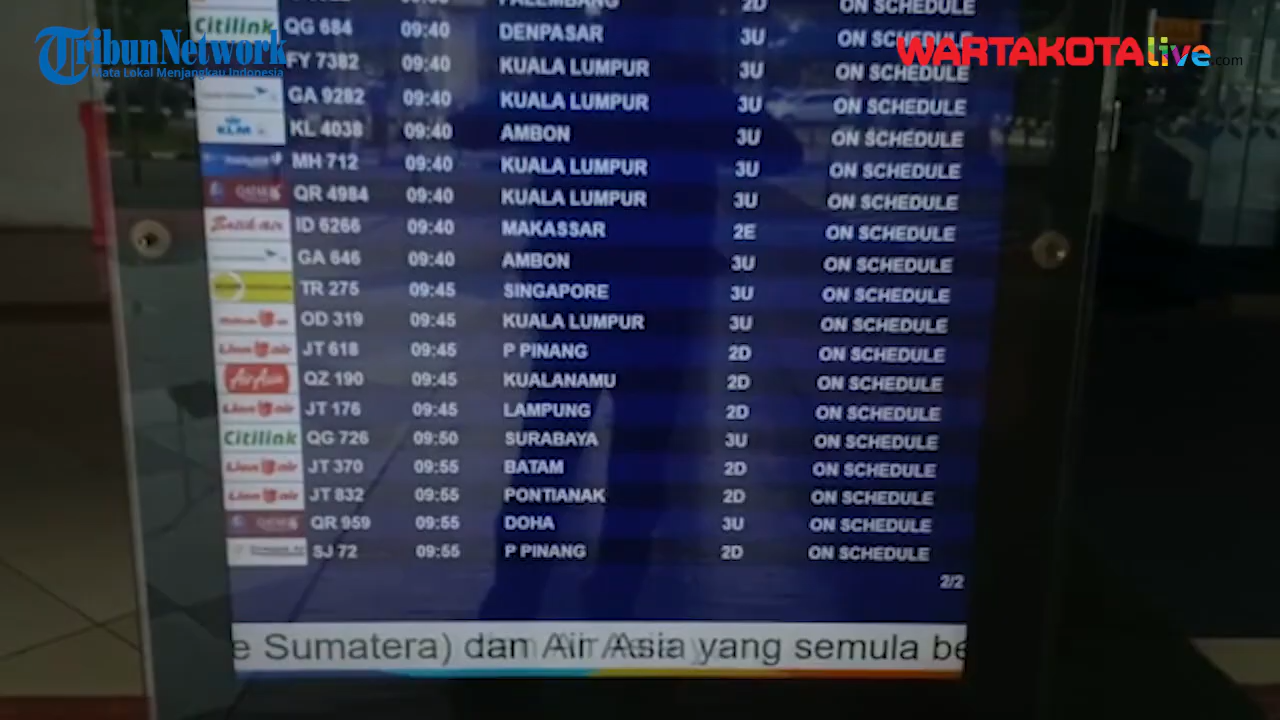 PALEMBANG 2D ON SCHEDULE
Citilink QG 684 09:40 DENPASAR 3U ON SCHEDULE
TribunNetwork
Mata Lokal Menjangkau Indonesia
WARTAKOTAlive.com
FY 7382 09:40 KUALA LUMPUR 3U ON SCHEDULE
GA 9282 09:40 KUALA LUMPUR 3U ON SCHEDULE
KLM KL 4038 09:40 AMBON 3U ON SCHEDULE
MH 712 09:40 KUALA LUMPUR 3U ON SCHEDULE
QATAR QR 4984 09:40 KUALA LUMPUR 3U ON SCHEDULE
Batik air ID 6266 09:40 MAKASSAR 2E ON SCHEDULE
GA 646 09:40 AMBON 3U ON SCHEDULE
TR 275 09:45 SINGAPORE 3U ON SCHEDULE
OD 319 09:45 KUALA LUMPUR 3U ON SCHEDULE
Lion air JT 618 09:45 P PINANG 2D ON SCHEDULE
AirAsia QZ 190 09:45 KUALANAMU 2D ON SCHEDULE
Lion air JT 176 09:45 LAMPUNG 2D ON SCHEDULE
Citilink QG 726 09:50 SURABAYA 3U ON SCHEDULE
Lion air JT 370 09:55 BATAM 2D ON SCHEDULE
Lion air JT 832 09:55 PONTIANAK 2D ON SCHEDULE
QATAR QR 959 09:55 DOHA 3U ON SCHEDULE
SJ 72 09:55 P PINANG 2D ON SCHEDULE
2/2
e Sumatera) dan Air Asia yang semula be